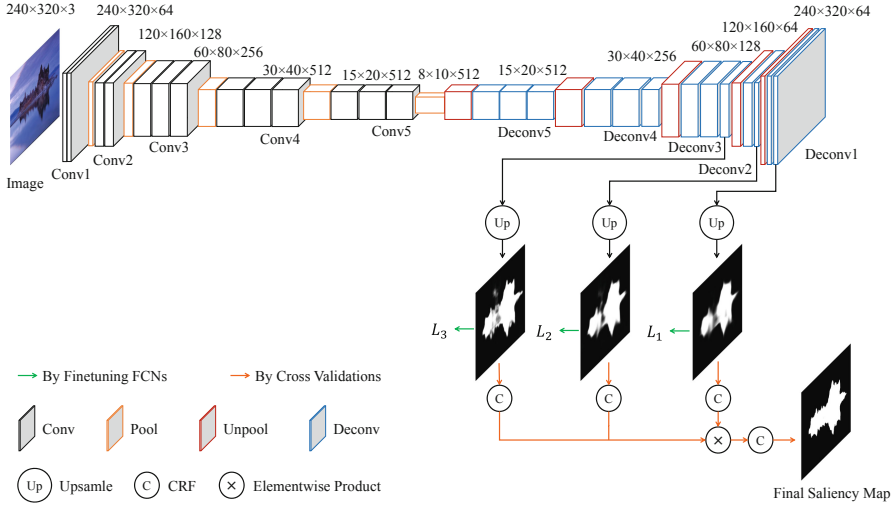 240×320×3
240×320×64
120×160×128
60×80×256
30×40×512
15×20×512
8×10×512
15×20×512
30×40×256
60×80×128
120×160×64
240×320×64
Image
Conv1
Conv2
Conv3
Conv4
Conv5
Deconv5
Deconv4
Deconv3
Deconv2
Deconv1
Up
Up
Up
L3
L2
L1
C
C
C
×
C
Final Saliency Map
By Finetuning FCNs
By Cross Validations
Conv
Pool
Unpool
Deconv
Up Upsamle
C CRF
× Elementwise Product